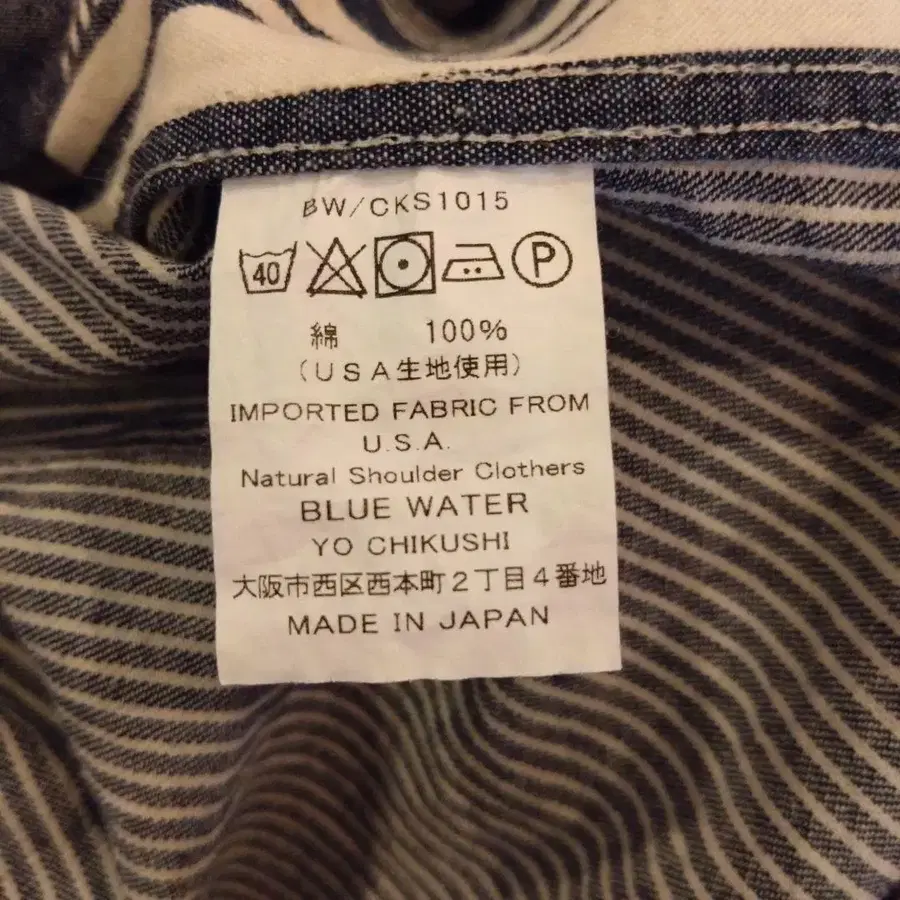 BW/CKS1015
40 P
綿 100%
(USA生地使用)
IMPORTED FABRIC FROM
U.S.A.
Natural Shoulder Clothers
BLUE WATER
YO CHIKUSHI
大阪市西区西本町2丁目4番地
MADE IN JAPAN